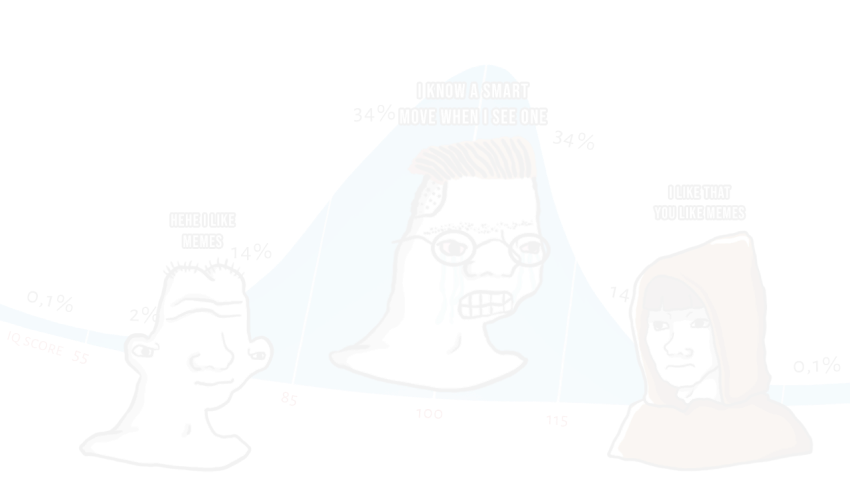 I KNOW A SMART
MOVE WHEN I SEE ONE
34%
34%
I LIKE THAT
YOU LIKE MEMES
HEHE I LIKE
MEMES
14%
0.1%
2%
14
0.1%
IQ SCORE 55
85
100
115